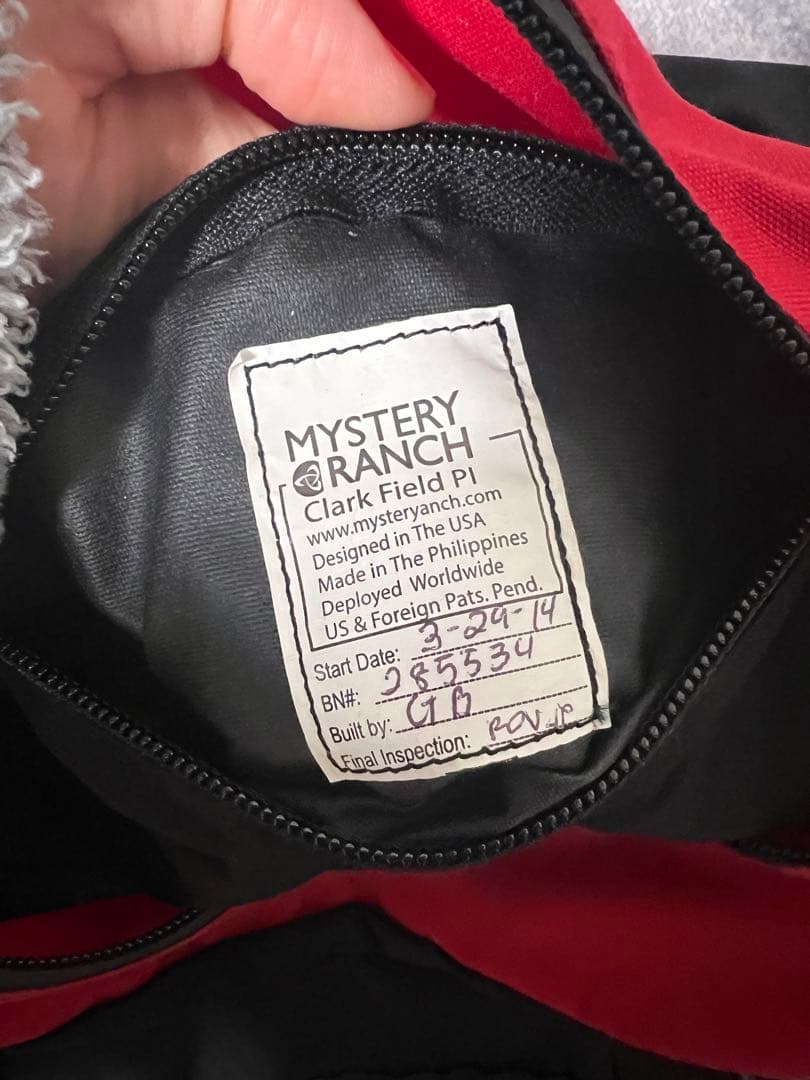 MYSTERY
RANCH
Clark Field PI
www.mysteryanch.com
Designed in The USA
Made in The Philippines
Deployed Worldwide
US & Foreign Pats. Pend.
Start Date: 3-29-14
BN#: 285534
Built by: GB
Final Inspection: